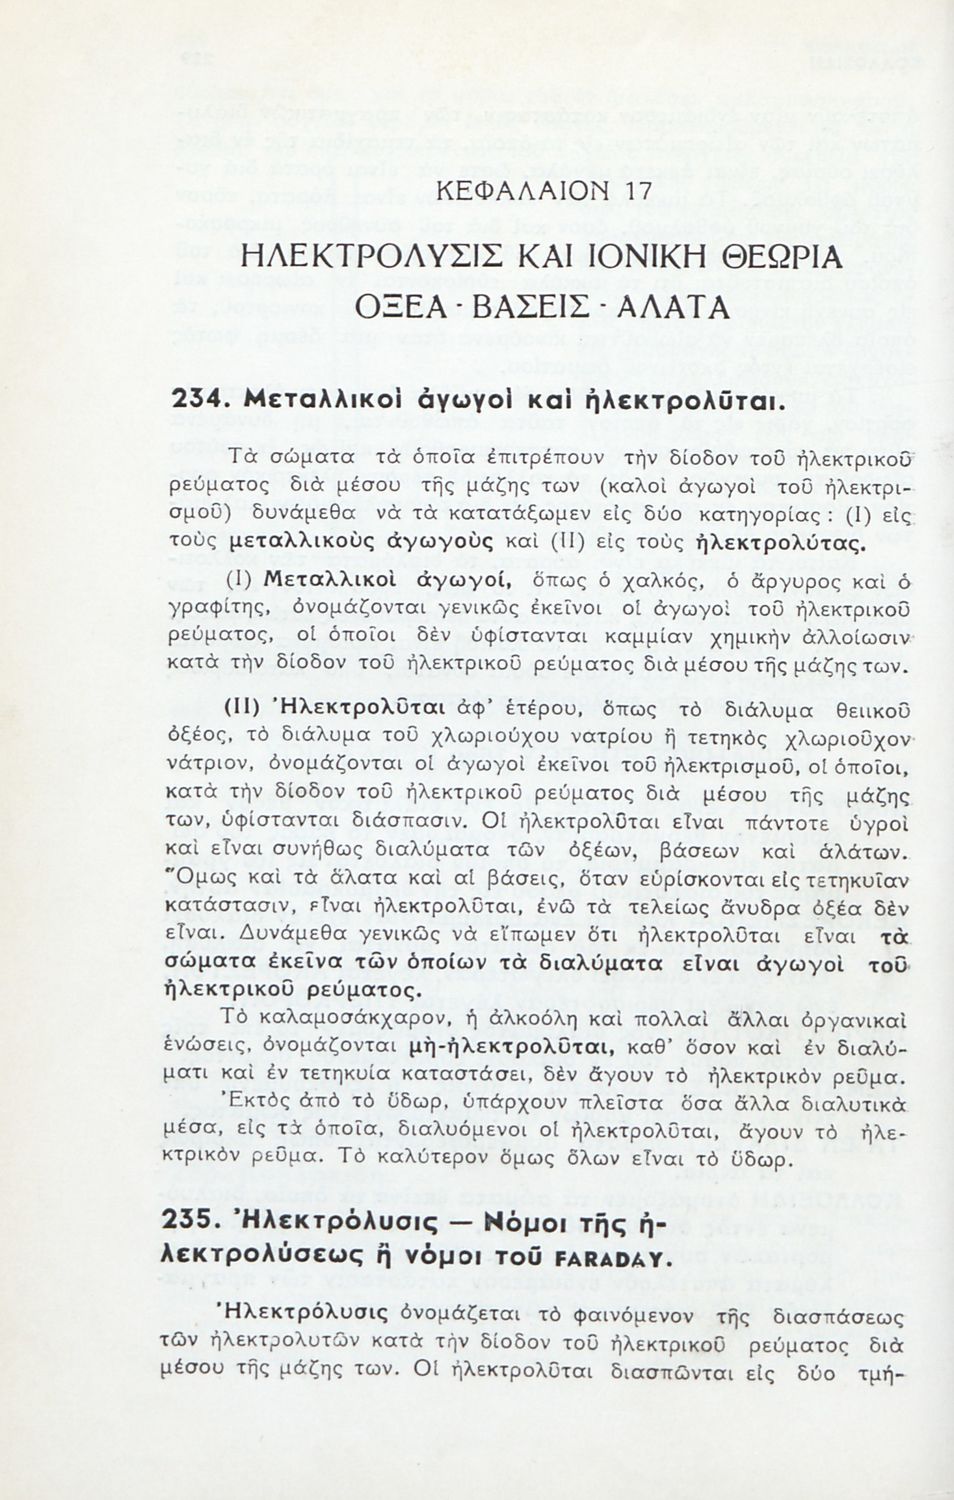 ΚΕΦΑΛΑΙΟΝ 17
ΗΛΕΚΤΡΟΛΥΣΙΣ ΚΑΙ ΙΟΝΙΚΗ ΘΕΩΡΙΑ
ΟΞΕΑ - ΒΑΣΕΙΣ - ΑΛΑΤΑ
234. Μεταλλικοὶ ἀγωγοὶ καὶ ἠλεκτρολῦται.
Τὰ σώματα τὰ ὁποῖα ἐπιτρέπουν τὴν δίοδον τοῦ ἠλεκτρικοῦ
ρεύματος διὰ μέσου τῆς μάζης των (καλοὶ ἀγωγοὶ τοῦ ἠλεκτρι-
σμοῦ) δυνάμεθα νὰ τὰ κατατάξωμεν εἰς δύο κατηγορίας : (Ι) εἰς
τοὺς μεταλλικοὺς ἀγωγοὺς καὶ (ΙΙ) εἰς τοὺς ἠλεκτρολύτας.
(Ι) Μεταλλικοὶ ἀγωγοί, ὅπως ὁ χαλκός, ὁ ἄργυρος καὶ ὁ
γραφίτης, ὀνομάζονται γενικῶς ἐκεῖνοι οἱ ἀγωγοὶ τοῦ ἠλεκτρικοῦ
ρεύματος, οἱ ὁποῖοι δὲν ὑφίστανται καμμίαν χημικὴν ἀλλοίωσιν
κατὰ τὴν δίοδον τοῦ ἠλεκτρικοῦ ρεύματος διὰ μέσου τῆς μάζης των.
(ΙΙ) Ἠλεκτρολῦται ἀφ' ἑτέρου, ὅπως τὸ διάλυμα θειικοῦ
ὀξέος, τὸ διάλυμα τοῦ χλωριούχου νατρίου ἢ τετηκὸς χλωριοῦχον
νάτριον, ὀνομάζονται οἱ ἀγωγοὶ ἐκεῖνοι τοῦ ἠλεκτρισμοῦ, οἱ ὁποῖοι,
κατὰ τὴν δίοδον τοῦ ἠλεκτρικοῦ ρεύματος διὰ μέσου τῆς μάζης
των, ὑφίστανται διάσπασιν. Οἱ ἠλεκτρολῦται εἶναι πάντοτε ὑγροὶ
καὶ εἶναι συνήθως διαλύματα τῶν ὀξέων, βάσεων καὶ ἁλάτων.
Ὅμως καὶ τὰ ἅλατα καὶ αἱ βάσεις, ὅταν εὑρίσκονται εἰς τετηκυῖαν
κατάστασιν, εἶναι ἠλεκτρολῦται, ἐνῶ τὰ τελείως ἄνυδρα ὀξέα δὲν
εἶναι. Δυνάμεθα γενικῶς νὰ εἴπωμεν ὅτι ἠλεκτρολῦται εἶναι τὰ
σώματα ἐκεῖνα τῶν ὁποίων τὰ διαλύματα εἶναι ἀγωγοὶ τοῦ
ἠλεκτρικοῦ ρεύματος.
Τὸ καλαμοσάκχαρον, ἡ ἀλκοόλη καὶ πολλαὶ ἄλλαι ὀργανικαὶ
ἑνώσεις, ὀνομάζονται μὴ-ἠλεκτρολῦται, καθ' ὅσον καὶ ἐν διαλύ-
ματι καὶ ἐν τετηκυία καταστάσει, δὲν ἄγουν τὸ ἠλεκτρικὸν ρεῦμα.
Ἐκτὸς ἀπὸ τὸ ὕδωρ, ὑπάρχουν πλεῖστα ὅσα ἄλλα διαλυτικὰ
μέσα, εἰς τὰ ὁποῖα, διαλυόμενοι οἱ ἠλεκτρολῦται, ἄγουν τὸ ἠλε-
κτρικὸν ρεῦμα. Τὸ καλύτερον ὅμως ὅλων εἶναι τὸ ὕδωρ.
235. Ἠλεκτρόλυσις — Νόμοι τῆς ἠ-
λεκτρολύσεως ἢ νόμοι τοῦ FARADAY.
Ἠλεκτρόλυσις ὀνομάζεται τὸ φαινόμενον τῆς διασπάσεως
τῶν ἠλεκτρολυτῶν κατὰ τὴν δίοδον τοῦ ἠλεκτρικοῦ ρεύματος διὰ
μέσου τῆς μάζης των. Οἱ ἠλεκτρολῦται διασπῶνται εἰς δύο τμή-